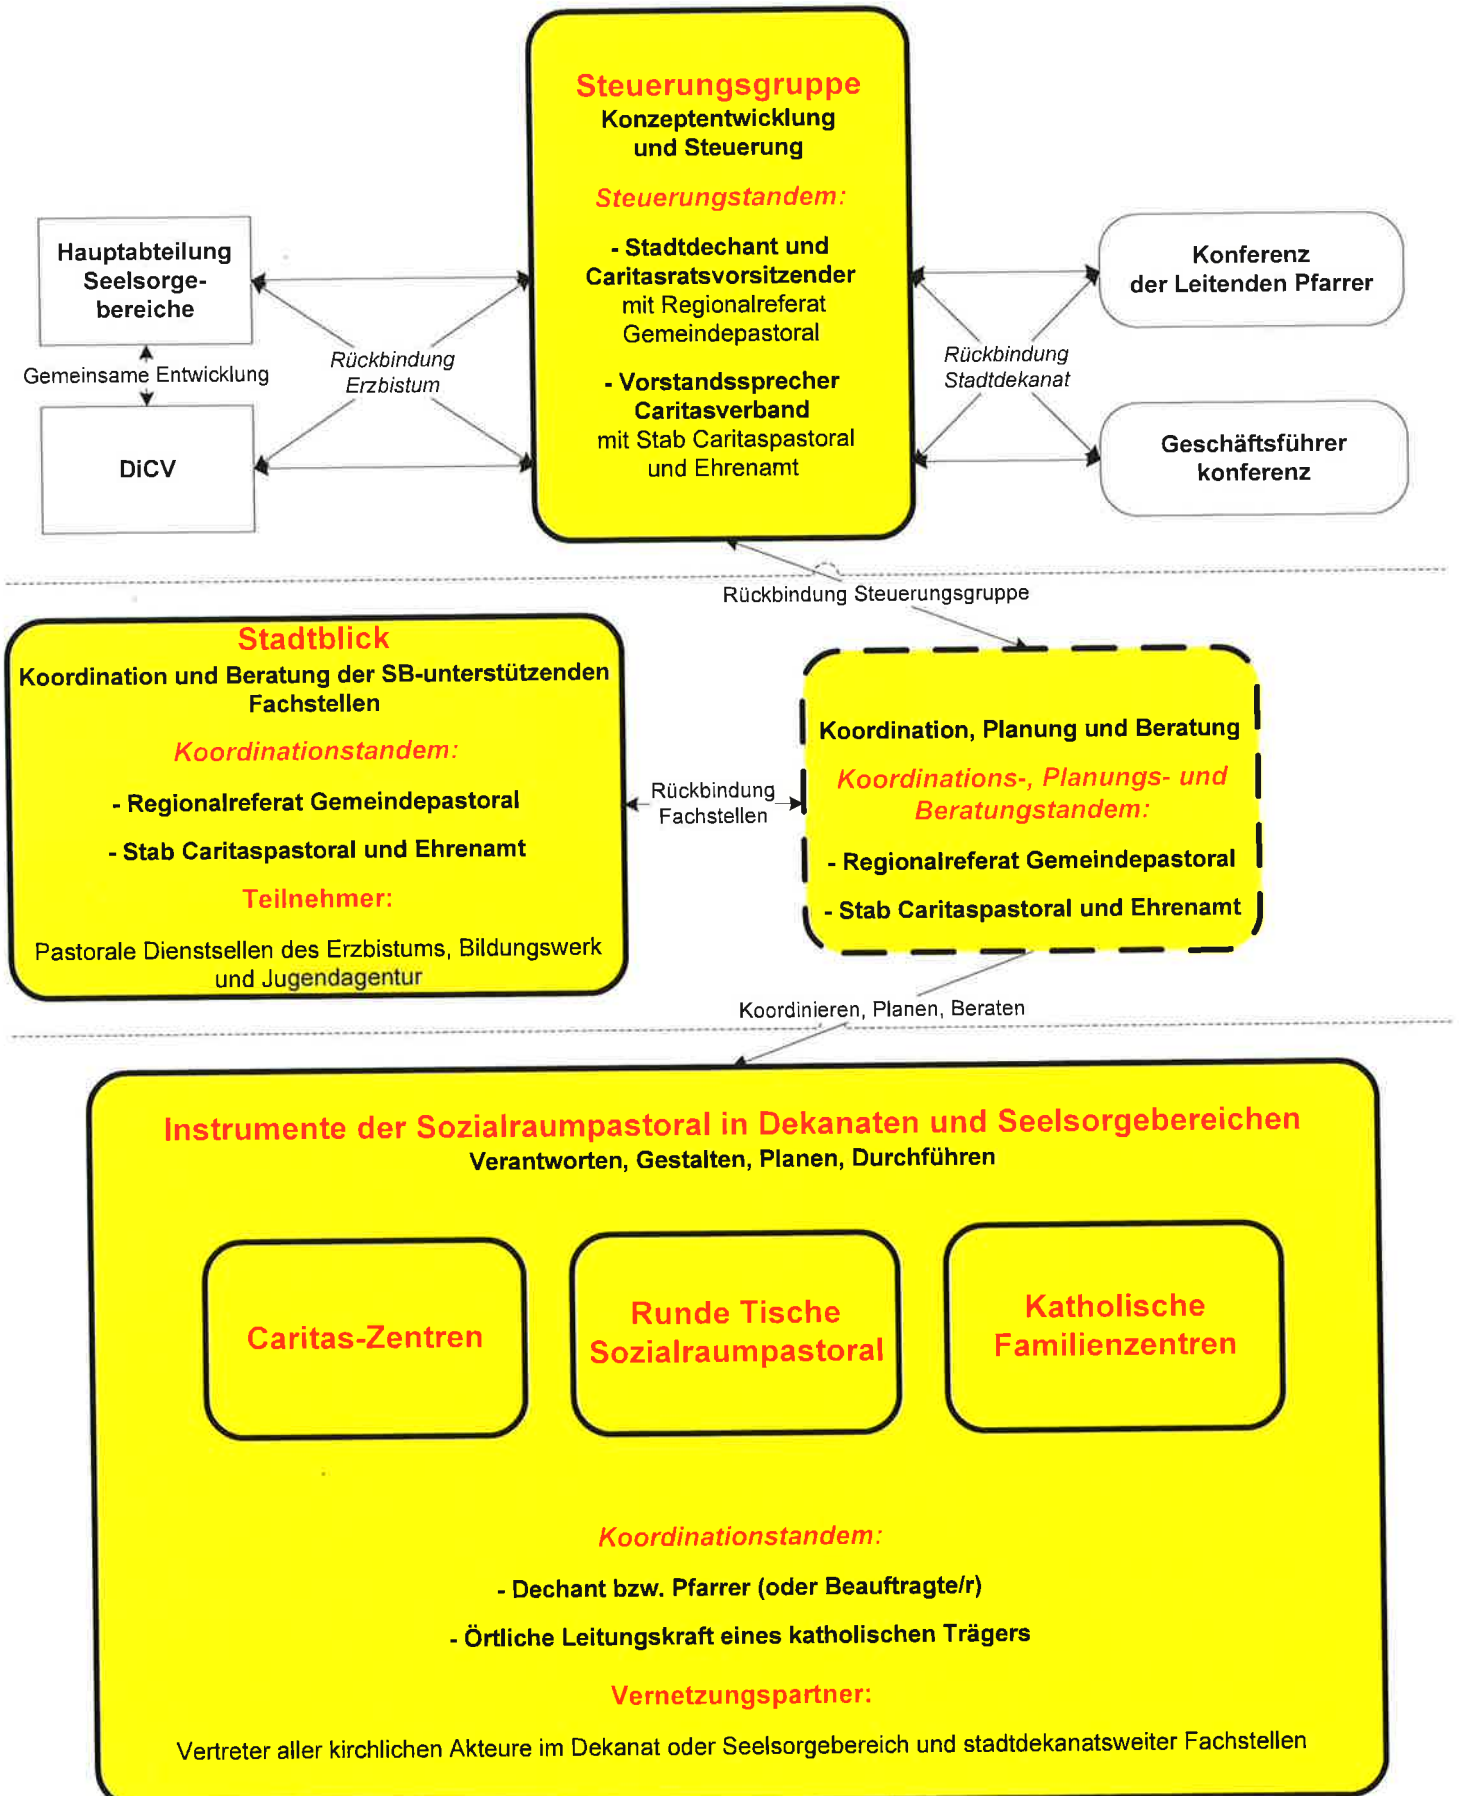 Steuerungsgruppe
Konzeptentwicklung
und Steuerung
Steuerungstandem:
- Stadtdechant und
Caritasratsvorsitzender
mit Regionalreferat
Gemeindepastoral
- Vorstandssprecher
Caritasverband
mit Stab Caritaspastoral
und Ehrenamt
Hauptabteilung
Seelsorge-
bereiche
Gemeinsame Entwicklung
DiCV
Rückbindung
Erzbistum
Rückbindung
Stadtdekanat
Konferenz
der Leitenden Pfarrer
Geschäftsführer
konferenz
Rückbindung Steuerungsgruppe
Stadtblick
Koordination und Beratung der SB-unterstützenden
Fachstellen
Koordinationstandem:
- Regionalreferat Gemeindepastoral
- Stab Caritaspastoral und Ehrenamt
Teilnehmer:
Pastorale Dienstsellen des Erzbistums, Bildungswerk
und Jugendagentur
Rückbindung
Fachstellen
Koordination, Planung und Beratung
Koordinations-, Planungs- und
Beratungstandem:
- Regionalreferat Gemeindepastoral
- Stab Caritaspastoral und Ehrenamt
Koordinieren, Planen, Beraten
Instrumente der Sozialraumpastoral in Dekanaten und Seelsorgebereichen
Verantworten, Gestalten, Planen, Durchführen
Caritas-Zentren
Runde Tische
Sozialraumpastoral
Katholische
Familienzentren
Koordinationstandem:
- Dechant bzw. Pfarrer (oder Beauftragte/r)
- Örtliche Leitungskraft eines katholischen Trägers
Vernetzungspartner:
Vertreter aller kirchlichen Akteure im Dekanat oder Seelsorgebereich und stadtdekanatsweiter Fachstellen